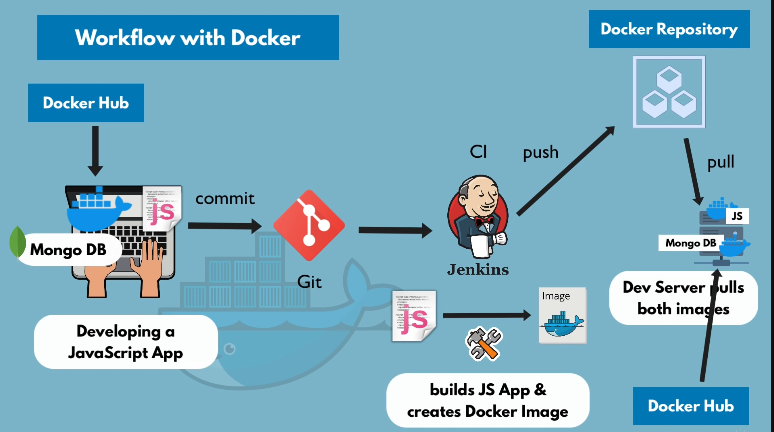 Workflow with Docker
Docker Repository
Docker Hub
CI
push
pull
commit
JS
JS
Mongo DB
Mongo DB
Git
Jenkins
Dev Server pulls
both images
Image
JS
Developing a
JavaScript App
builds JS App &
creates Docker Image
Docker Hub